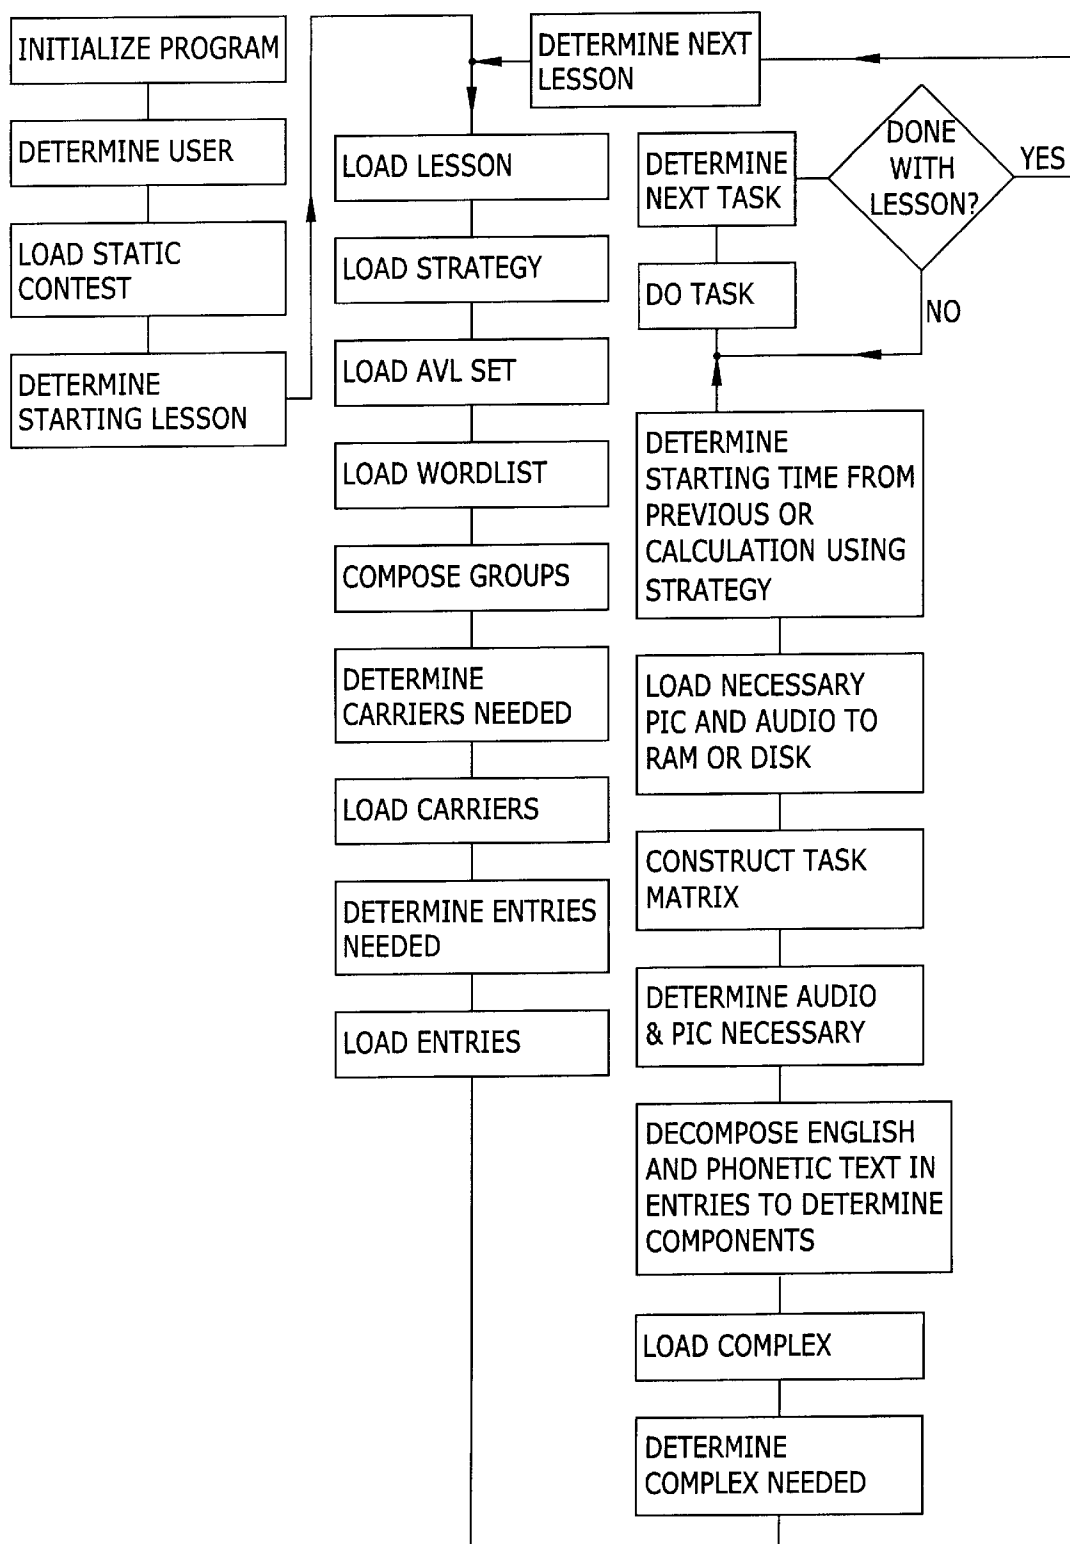 INITIALIZE PROGRAM
DETERMINE USER
LOAD STATIC
CONTEST
DETERMINE
STARTING LESSON
DETERMINE NEXT
LESSON
LOAD LESSON
LOAD STRATEGY
LOAD AVL SET
LOAD WORDLIST
COMPOSE GROUPS
DETERMINE
CARRIERS NEEDED
LOAD CARRIERS
DETERMINE ENTRIES
NEEDED
LOAD ENTRIES
DONE
WITH
LESSON?
YES
NO
DETERMINE
NEXT TASK
DO TASK
DETERMINE
STARTING TIME FROM
PREVIOUS OR
CALCULATION USING
STRATEGY
LOAD NECESSARY
PIC AND AUDIO TO
RAM OR DISK
CONSTRUCT TASK
MATRIX
DETERMINE AUDIO
& PIC NECESSARY
DECOMPOSE ENGLISH
AND PHONETIC TEXT IN
ENTRIES TO DETERMINE
COMPONENTS
LOAD COMPLEX
DETERMINE
COMPLEX NEEDED